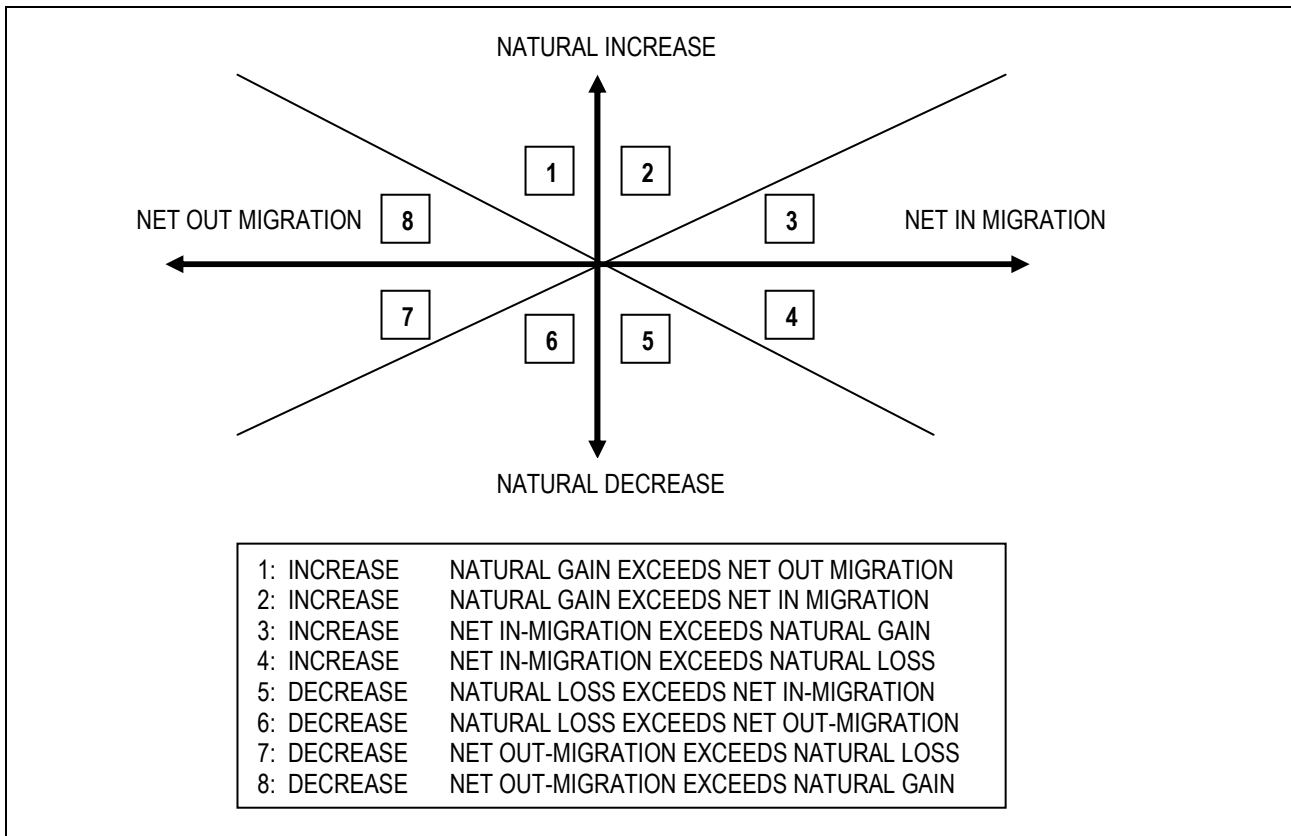 NATURAL INCREASE
1 2
NET OUT MIGRATION 8 3 NET IN MIGRATION
7 6 5 4
NATURAL DECREASE
1: INCREASE NATURAL GAIN EXCEEDS NET OUT MIGRATION
2: INCREASE NATURAL GAIN EXCEEDS NET IN MIGRATION
3: INCREASE NET IN-MIGRATION EXCEEDS NATURAL GAIN
4: INCREASE NET IN-MIGRATION EXCEEDS NATURAL LOSS
5: DECREASE NATURAL LOSS EXCEEDS NET IN-MIGRATION
6: DECREASE NATURAL LOSS EXCEEDS NET OUT-MIGRATION
7: DECREASE NET OUT-MIGRATION EXCEEDS NATURAL LOSS
8: DECREASE NET OUT-MIGRATION EXCEEDS NATURAL GAIN